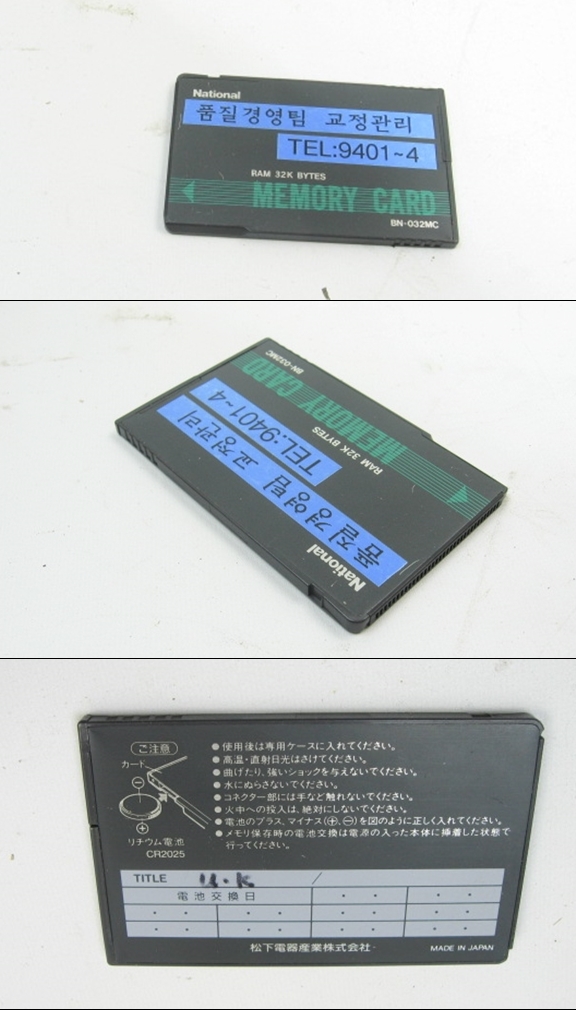 National
품질경영팀 교정관리
TEL:9401~4
RAM 32K BYTES
MEMORY CARD
BN-032MC
BN-032MC
MEMORY CARD
RAM 32K BYTES
TEL:9401~4
품질경영팀 교정관리
National
ご注意
カード
⊖
⊕
リチウム電池
CR2025
●使用後は専用ケースに入れてください。
●高温・直射日光はさけてください。
●曲げたり、強いショックを与えないでください。
●水にぬらさないでください。
●コネクター部には手など触れないでください。
●火中への投入は、絶対にしないでください。
●電池のプラス、マイナス(⊕,⊖)を図のように正しく入れてください。
●メモリ保存時の電池交換は電源の入った本体に挿着した状態で
行ってください。
TITLE U.K /
電池交換日
松下電器産業株式会社
MADE IN JAPAN